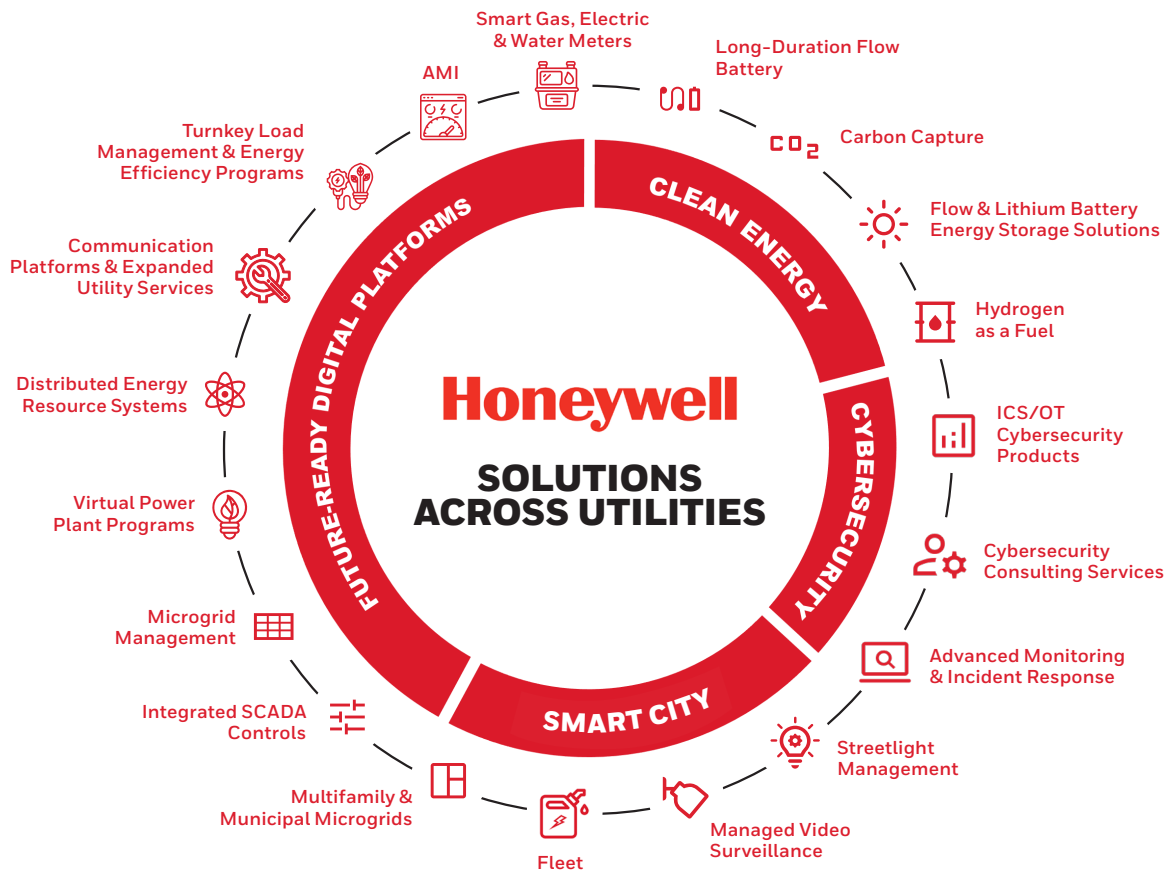 Smart Gas, Electric
& Water Meters
Long-Duration Flow
Battery
CO2
Carbon Capture
Flow & Lithium Battery
Energy Storage Solutions
Hydrogen
as a Fuel
ICS/OT
Cybersecurity
Products
Cybersecurity
Consulting Services
Advanced Monitoring
& Incident Response
Streetlight
Management
Managed Video
Surveillance
Fleet
Multifamily &
Municipal Microgrids
Integrated SCADA
Controls
Microgrid
Management
Virtual Power
Plant Programs
Distributed Energy
Resource Systems
Communication
Platforms & Expanded
Utility Services
Turnkey Load
Management & Energy
Efficiency Programs
AMI
CLEAN ENERGY
CYBERSECURITY
SMART CITY
FUTURE-READY DIGITAL PLATFORMS
Honeywell
SOLUTIONS
ACROSS UTILITIES